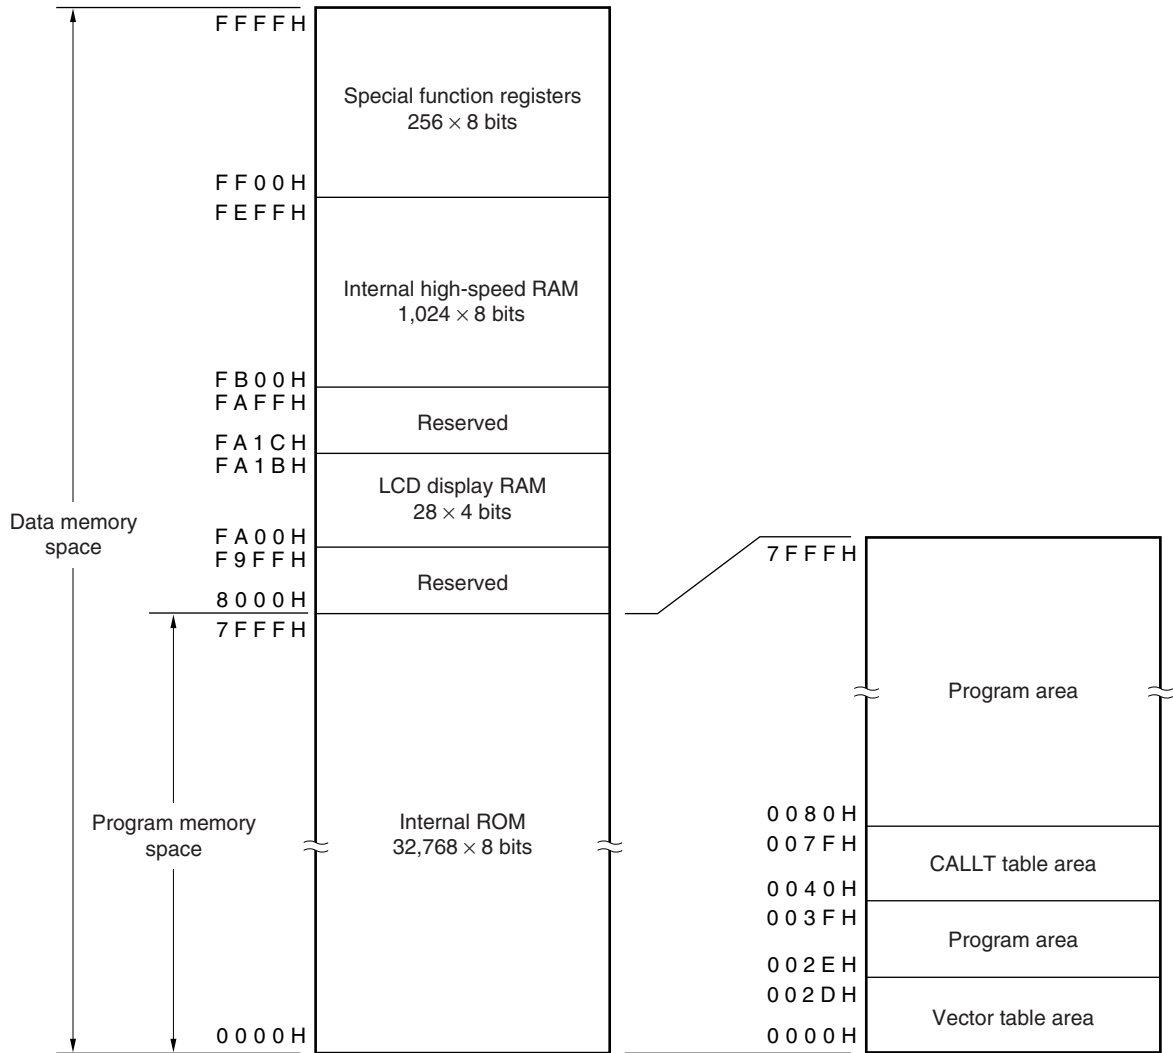 FFFFH
Special function registers
256 × 8 bits
FF00H
FEFFH
Internal high-speed RAM
1,024 × 8 bits
FB00H
FAFFH
Reserved
FA1CH
FA1BH
LCD display RAM
28 × 4 bits
Data memory
space
FA00H
F9FFH
Reserved
8000H
7FFFH
Program memory
space
Internal ROM
32,768 × 8 bits
0000H
7FFFH
Program area
0080H
007FH
CALLT table area
0040H
003FH
Program area
002EH
002DH
Vector table area
0000H